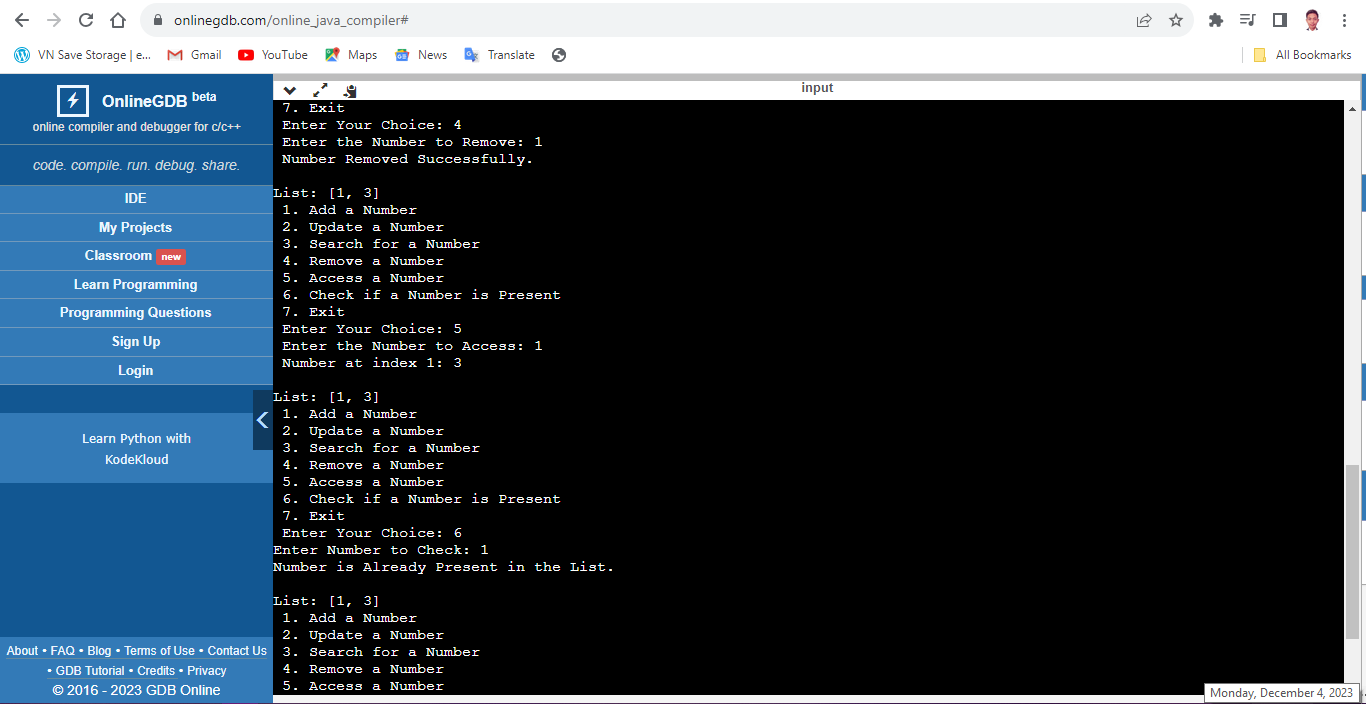 onlinegdb.com/online_java_compiler#
VN Save Storage | e...
Gmail
YouTube
Maps
News
Translate
All Bookmarks
OnlineGDB beta
online compiler and debugger for c/c++
code. compile. run. debug. share.
IDE
My Projects
Classroom new
Learn Programming
Programming Questions
Sign Up
Login
Learn Python with
KodeKloud
About • FAQ • Blog • Terms of Use • Contact Us
• GDB Tutorial • Credits • Privacy
© 2016 - 2023 GDB Online
input
7. Exit
Enter Your Choice: 4
Enter the Number to Remove: 1
Number Removed Successfully.
List: [1, 3]
1. Add a Number
2. Update a Number
3. Search for a Number
4. Remove a Number
5. Access a Number
6. Check if a Number is Present
7. Exit
Enter Your Choice: 5
Enter the Number to Access: 1
Number at index 1: 3
List: [1, 3]
1. Add a Number
2. Update a Number
3. Search for a Number
4. Remove a Number
5. Access a Number
6. Check if a Number is Present
7. Exit
Enter Your Choice: 6
Enter Number to Check: 1
Number is Already Present in the List.
List: [1, 3]
1. Add a Number
2. Update a Number
3. Search for a Number
4. Remove a Number
5. Access a Number
Monday, December 4, 2023